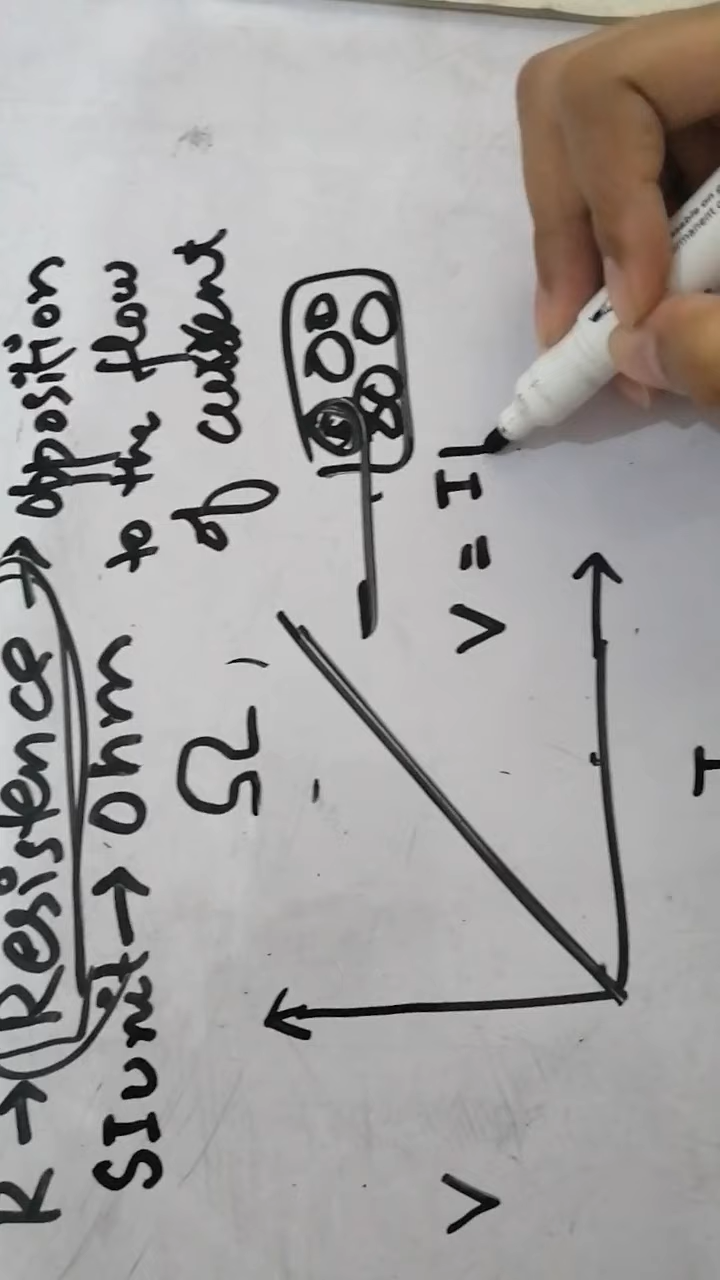 R → Resistence → opposition
SI unit → Ohm to the flow
Ω, of current
V = I
V
I